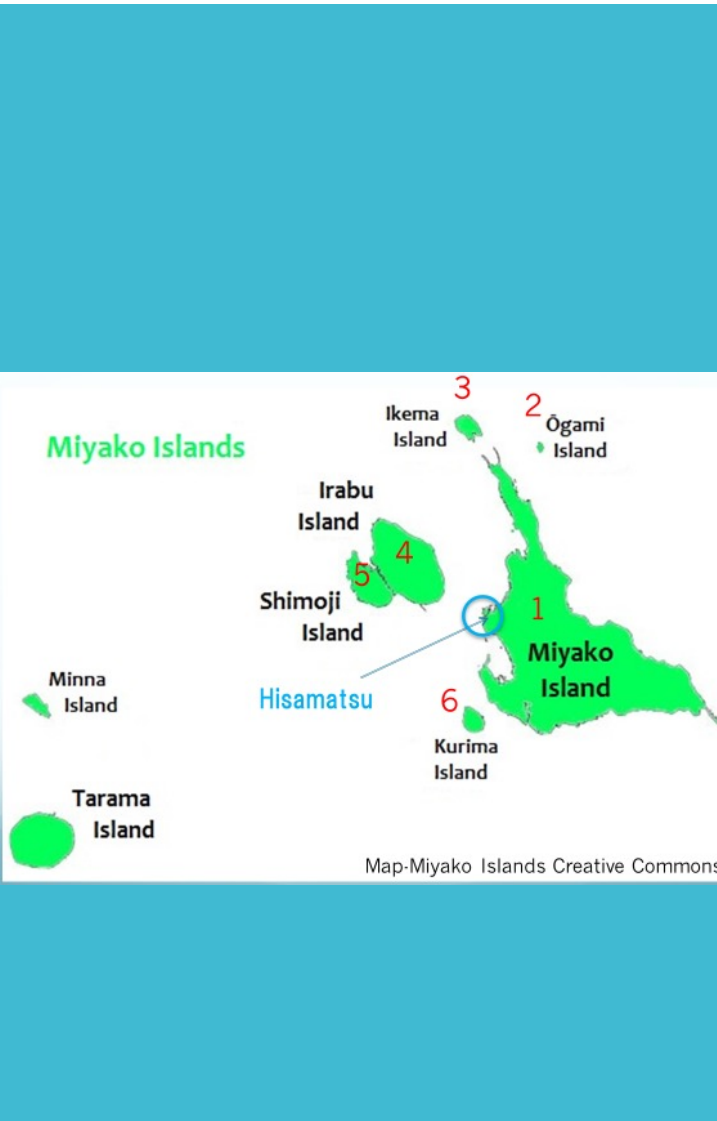 3
2
Ikema
Island
Ōgami
Island
Miyako Islands
Irabu
Island
4
5
Shimoji
Island
1
Miyako
Island
Minna
Island
Hisamatsu
6
Kurima
Island
Tarama
Island
Map-Miyako Islands Creative Commons